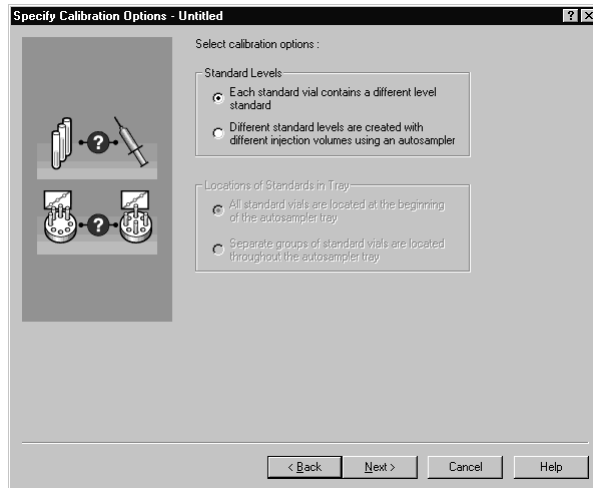 Specify Calibration Options - Untitled
Select calibration options :
Standard Levels
Each standard vial contains a different level
standard
Different standard levels are created with
different injection volumes using an autosampler
Locations of Standards in Tray
All standard vials are located at the beginning
of the autosampler tray
Separate groups of standard vials are located
throughout the autosampler tray
?
?
< Back
Next >
Cancel
Help